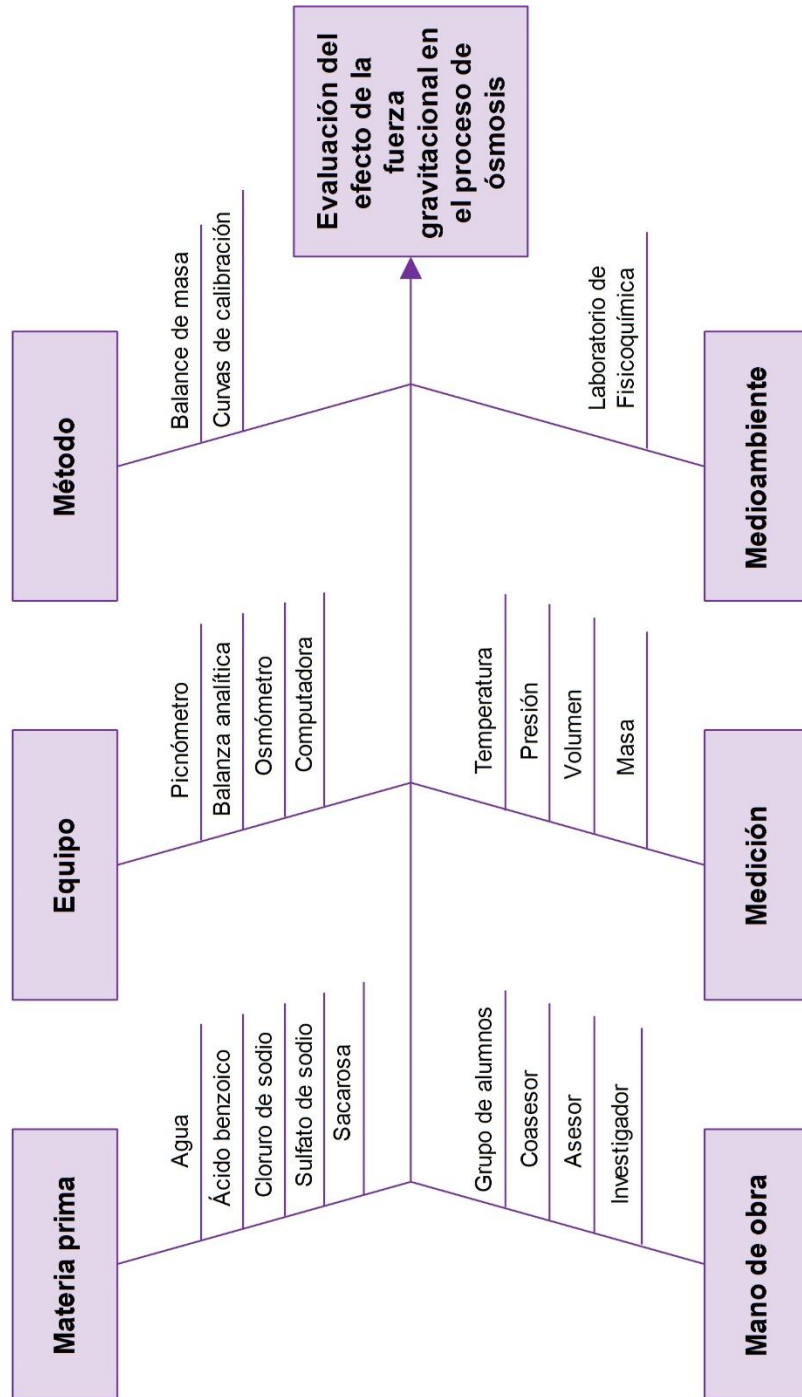 Materia prima
Equipo
Método
Agua
Ácido benzoico
Cloruro de sodio
Sulfato de sodio
Sacarosa
Picnómetro
Balanza analítica
Osmómetro
Computadora
Balance de masa
Curvas de calibración
Evaluación del
efecto de la
fuerza
gravitacional en
el proceso de
ósmosis
Grupo de alumnos
Coasesor
Asesor
Investigador
Temperatura
Presión
Volumen
Masa
Laboratorio de
Fisicoquímica
Mano de obra
Medición
Medioambiente